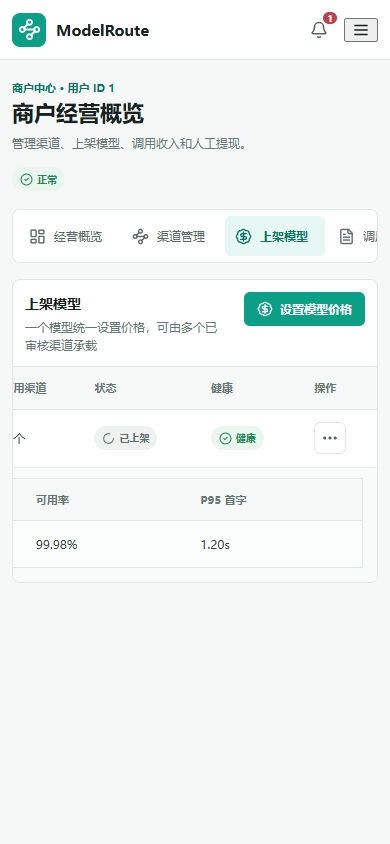 ModelRoute
1
商户中心 • 用户 ID 1
商户经营概览
管理渠道、上架模型、调用收入和人工提现。
正常
经营概览
渠道管理
上架模型
上架模型
一个模型统一设置价格，可由多个已
审核渠道承载
设置模型价格
用渠道
状态
健康
操作
个
已上架
健康
可用率
P95 首字
99.98%
1.20s